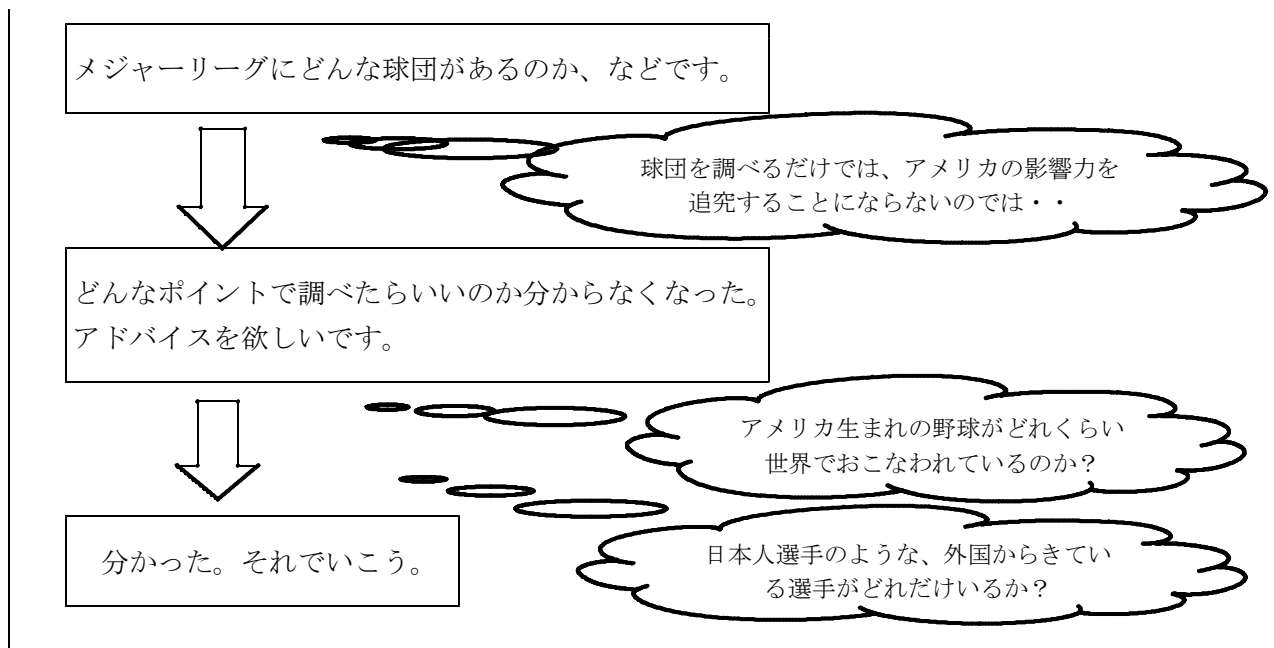 メジャーリーグにどんな球団があるのか、などです。
球団を調べるだけでは、アメリカの影響力を
追究することにならないのでは・・
どんなポイントで調べたらいいのか分からなくなった。
アドバイスを欲しいです。
アメリカ生まれの野球がどれくらい
世界でおこなわれているのか？
分かった。それでいこう。
日本人選手のような、外国からきてい
る選手がどれだけいるか？